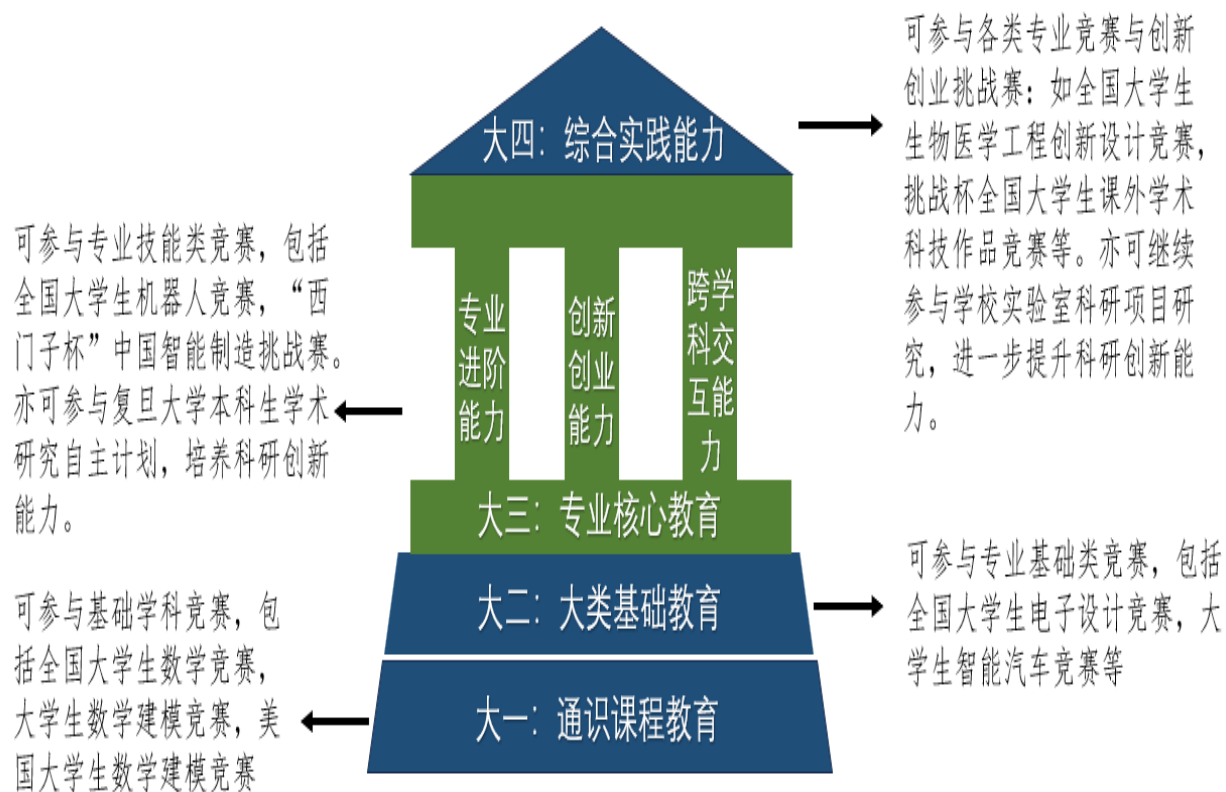 大四：综合实践能力
可参与各类专业竞赛与创新
创业挑战赛：如全国大学生
生物医学工程创新设计竞赛，
挑战杯全国大学生课外学术
科技作品竞赛等。亦可继续
参与学校实验室科研项目研
究，进一步提升科研创新能
力。
专业
进阶
能力
创新
创业
能力
跨学
科交
互能
力
大三：专业核心教育
可参与专业技能类竞赛，包括
全国大学生机器人竞赛，“西
门子杯”中国智能制造挑战赛。
亦可参与复旦大学本科生学术
研究自主计划，培养科研创新
能力。
大二：大类基础教育
可参与专业基础类竞赛，包括
全国大学生电子设计竞赛，大
学生智能汽车竞赛等
大一：通识课程教育
可参与基础学科竞赛，包
括全国大学生数学竞赛，
大学生数学建模竞赛，美
国大学生数学建模竞赛